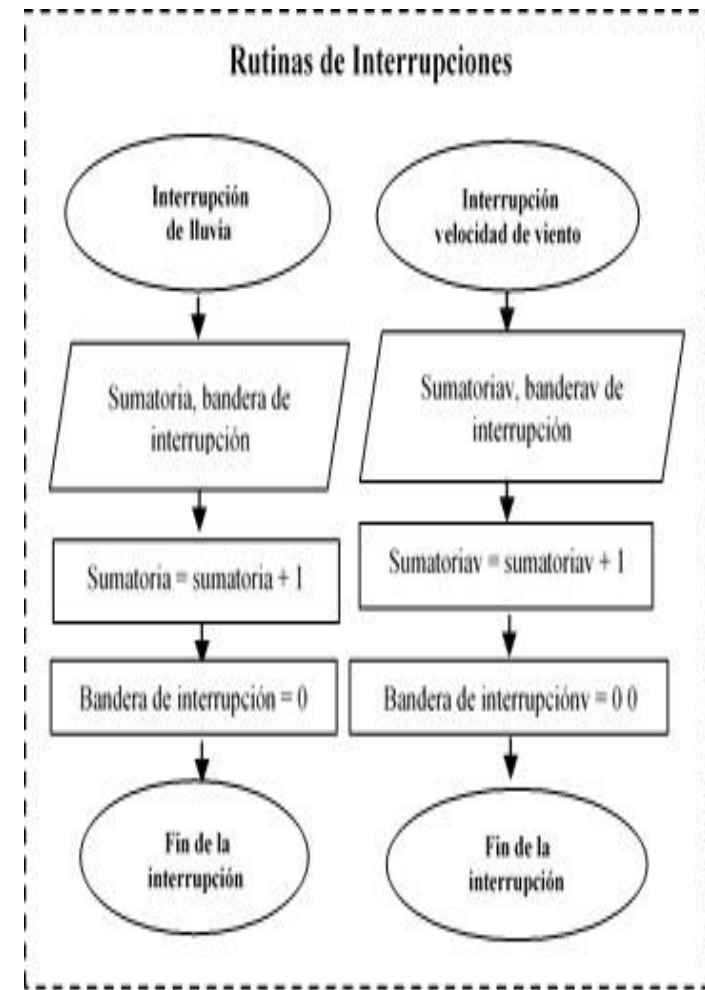 Rutinas de Interrupciones
Interrupción
de lluvia
Sumatoria, bandera de
interrupción
Sumatoria = sumatoria + 1
Bandera de interrupción = 0
Fin de la
interrupción
Interrupción
velocidad de viento
Sumatoriav, banderav de
interrupción
Sumatoriav = sumatoriav + 1
Bandera de interrupciónv = 0 0
Fin de la
interrupción